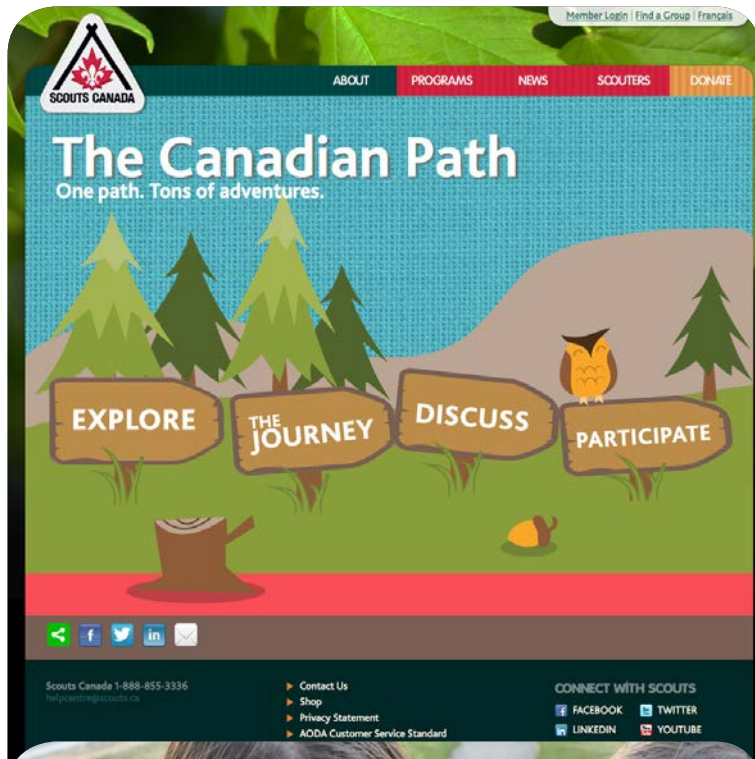 Member Login | Find a Group | Français
SCOUTS CANADA
ABOUT PROGRAMS NEWS SCOUTERS DONATE
The Canadian Path
One path. Tons of adventures.
EXPLORE
THE
JOURNEY
DISCUSS
PARTICIPATE
Scouts Canada 1-888-855-3336
helpcentre@scouts.ca
Contact Us
Shop
Privacy Statement
AODA Customer Service Standard
CONNECT WITH SCOUTS
FACEBOOK TWITTER
LINKEDIN YOUTUBE